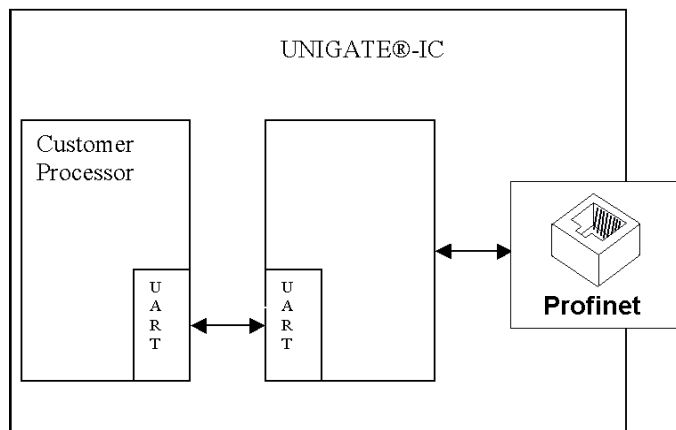 UNIGATE®-IC
Customer
Processor
U
A
R
T
U
A
R
T
Profinet